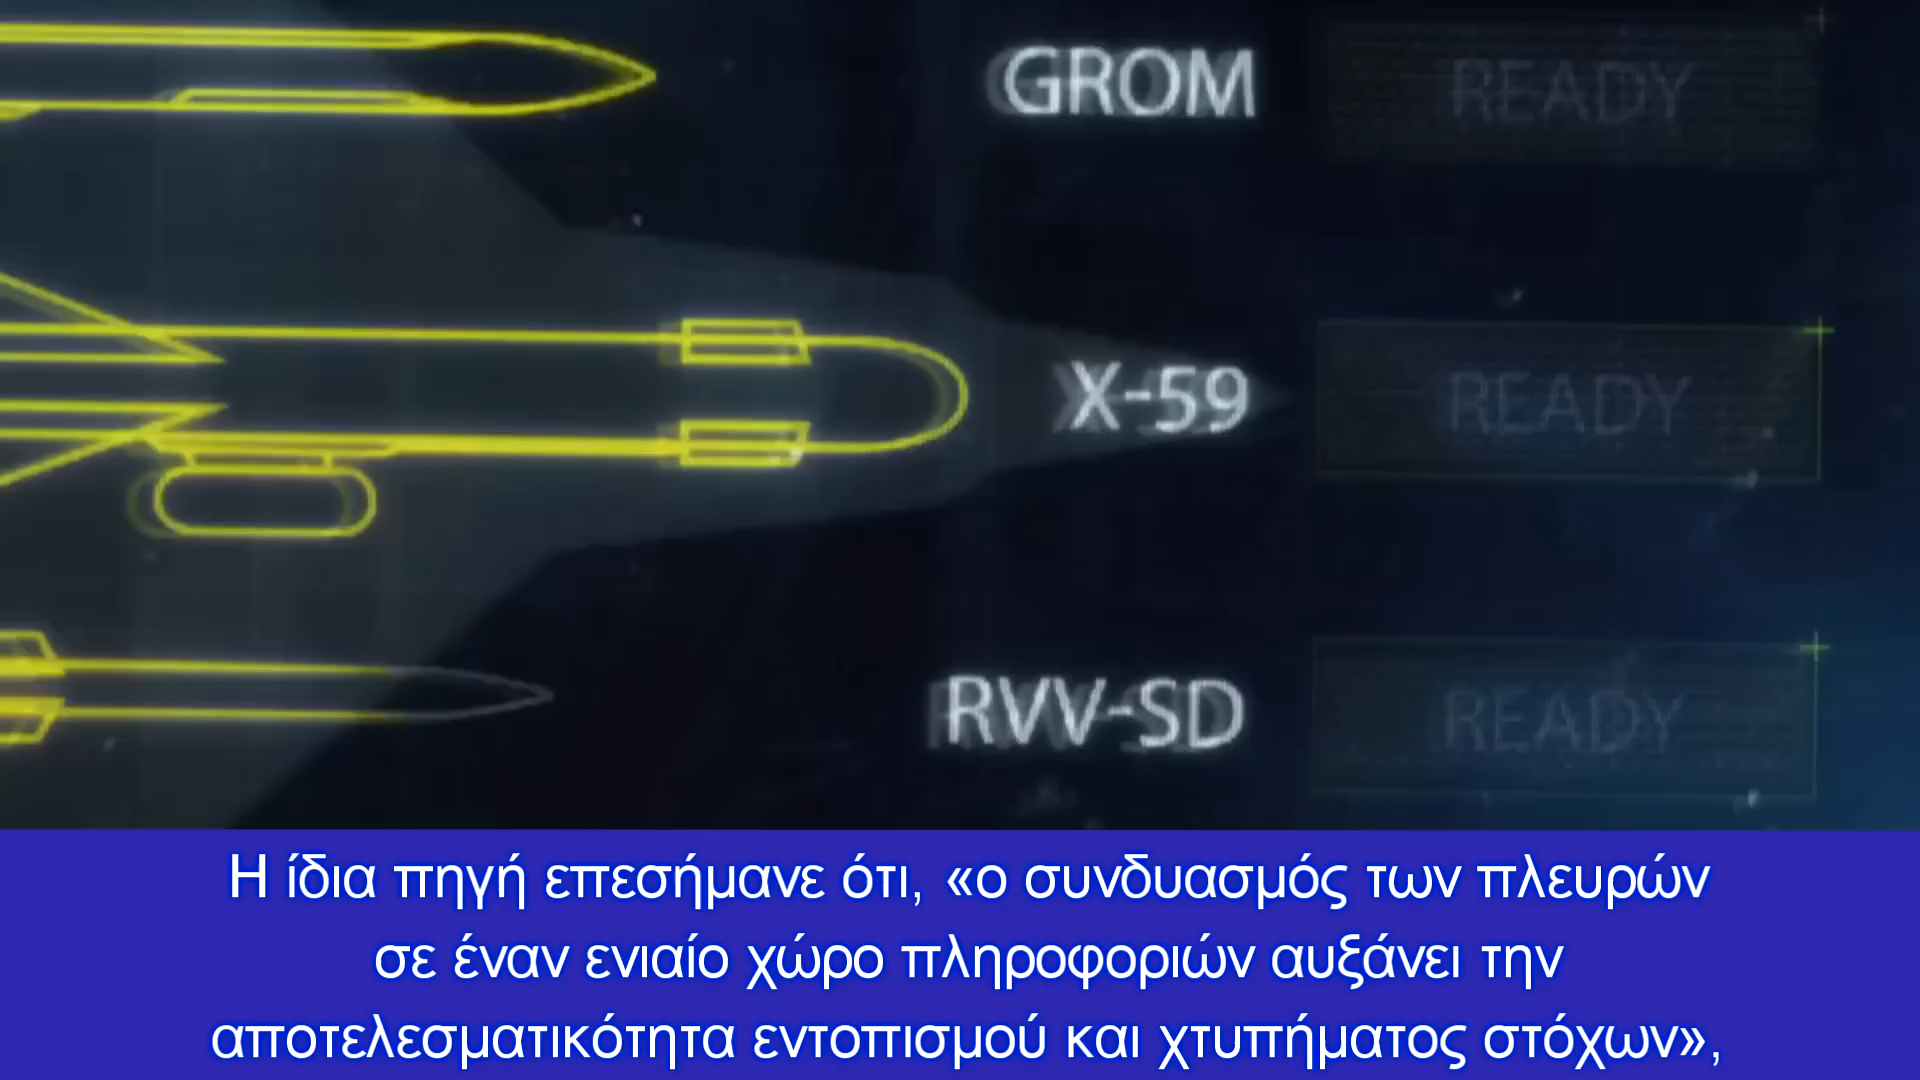 GROM READY
X-59 READY
RVV-SD READY
Η ίδια πηγή επεσήμανε ότι, «ο συνδυασμός των πλευρών
σε έναν ενιαίο χώρο πληροφοριών αυξάνει την
αποτελεσματικότητα εντοπισμού και χτυπήματος στόχων»,